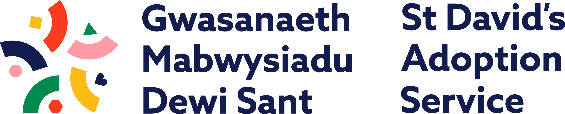 Gwasanaeth
Mabwysiadu
Dewi Sant
St David's
Adoption
Service